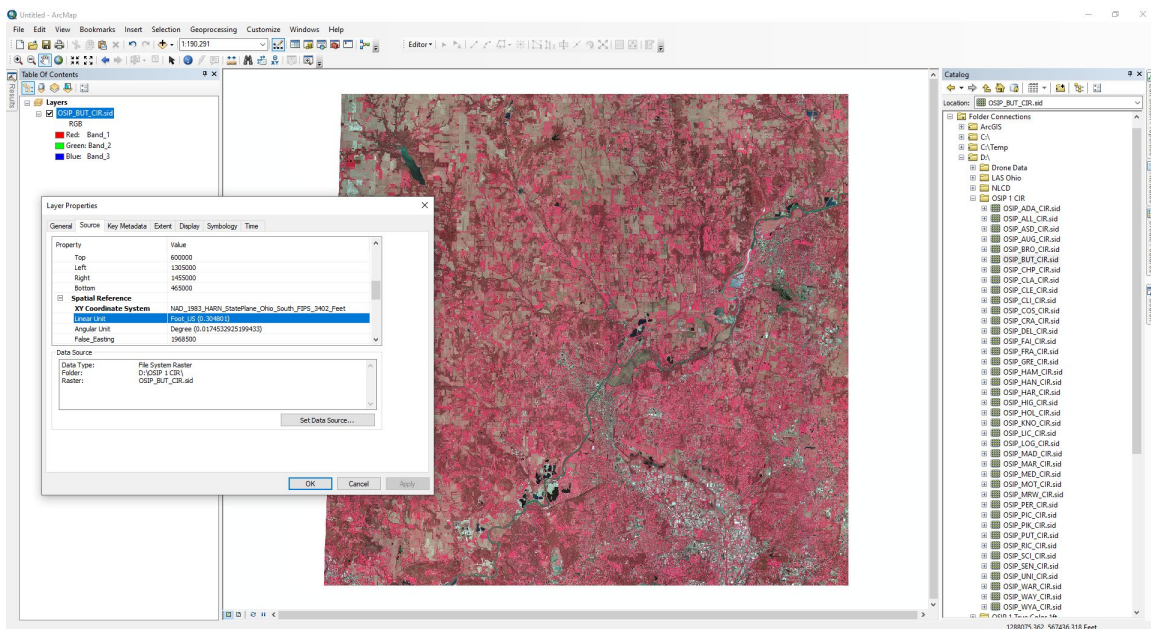 Untitled - ArcMap
File Edit View Bookmarks Insert Selection Geoprocessing Customize Windows Help
1:190,291
Editor
Table Of Contents
Results
Layers
OSIP_BUT_CIR.sid
RGB
Red: Band_1
Green: Band_2
Blue: Band_3
Layer Properties
General Source Key Metadata Extent Display Symbology Time
Property Value
Top 600000
Left 1305000
Right 1455000
Bottom 465000
Spatial Reference
XY Coordinate System NAD_1983_HARN_StatePlane_Ohio_South_FIPS_3402_Feet
Linear Unit Foot_US (0.304801)
Angular Unit Degree (0.0174532925199433)
False_Easting 1968500
Data Source
Data Type: File System Raster
Folder: D:\OSIP 1 CIR\
Raster: OSIP_BUT_CIR.sid
Set Data Source...
OK Cancel Apply
Catalog
Location: OSIP_BUT_CIR.sid
Folder Connections
ArcGIS
C:\
C:\Temp
D:\
Drone Data
LAS Ohio
NLCD
OSIP 1 CIR
OSIP_ADA_CIR.sid
OSIP_ALL_CIR.sid
OSIP_ASD_CIR.sid
OSIP_AUG_CIR.sid
OSIP_BRO_CIR.sid
OSIP_BUT_CIR.sid
OSIP_CHP_CIR.sid
OSIP_CLA_CIR.sid
OSIP_CLE_CIR.sid
OSIP_CLI_CIR.sid
OSIP_COS_CIR.sid
OSIP_CRA_CIR.sid
OSIP_DEL_CIR.sid
OSIP_FAI_CIR.sid
OSIP_FRA_CIR.sid
OSIP_GRE_CIR.sid
OSIP_HAM_CIR.sid
OSIP_HAN_CIR.sid
OSIP_HAR_CIR.sid
OSIP_HIG_CIR.sid
OSIP_HOL_CIR.sid
OSIP_KNO_CIR.sid
OSIP_LIC_CIR.sid
OSIP_LOG_CIR.sid
OSIP_MAD_CIR.sid
OSIP_MAR_CIR.sid
OSIP_MED_CIR.sid
OSIP_MOT_CIR.sid
OSIP_MRW_CIR.sid
OSIP_PER_CIR.sid
OSIP_PIC_CIR.sid
OSIP_PIK_CIR.sid
OSIP_PUT_CIR.sid
OSIP_RIC_CIR.sid
OSIP_SCI_CIR.sid
OSIP_SEN_CIR.sid
OSIP_UNI_CIR.sid
OSIP_WAR_CIR.sid
OSIP_WAY_CIR.sid
OSIP_WYA_CIR.sid
OSIP 1 True Color 1ft
1288075.362 567436.318 Feet